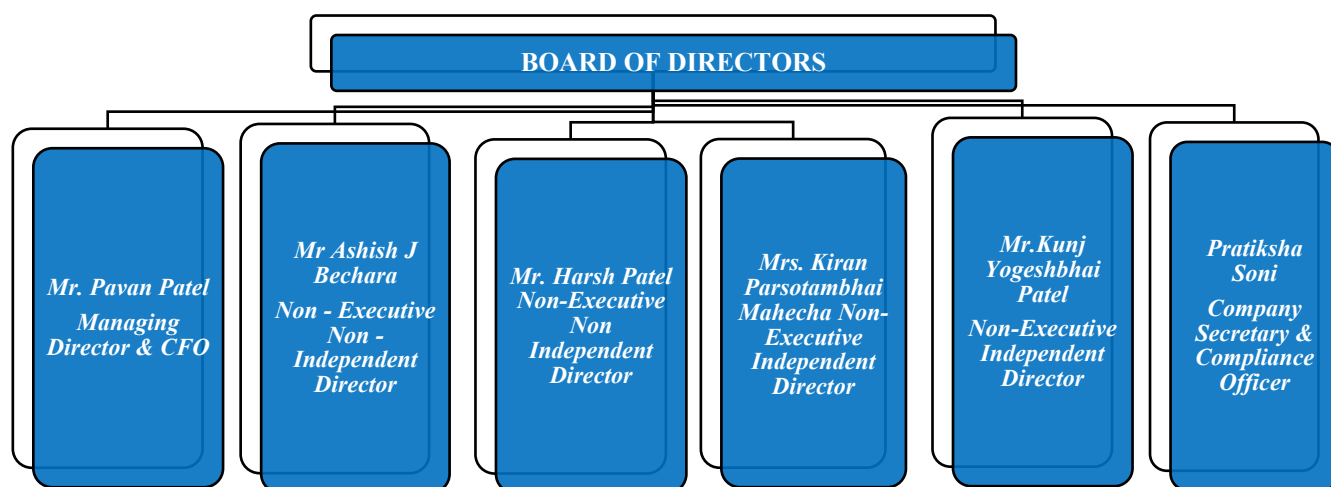 BOARD OF DIRECTORS
Mr. Pavan Patel
Managing
Director & CFO
Mr Ashish J
Bechara
Non - Executive
Non -
Independent
Director
Mr. Harsh Patel
Non-Executive
Non
Independent
Director
Mrs. Kiran
Parsotambhai
Mahecha Non-
Executive
Independent
Director
Mr.Kunj
Yogeshbhai
Patel
Non-Executive
Independent
Director
Pratiksha
Soni
Company
Secretary &
Compliance
Officer